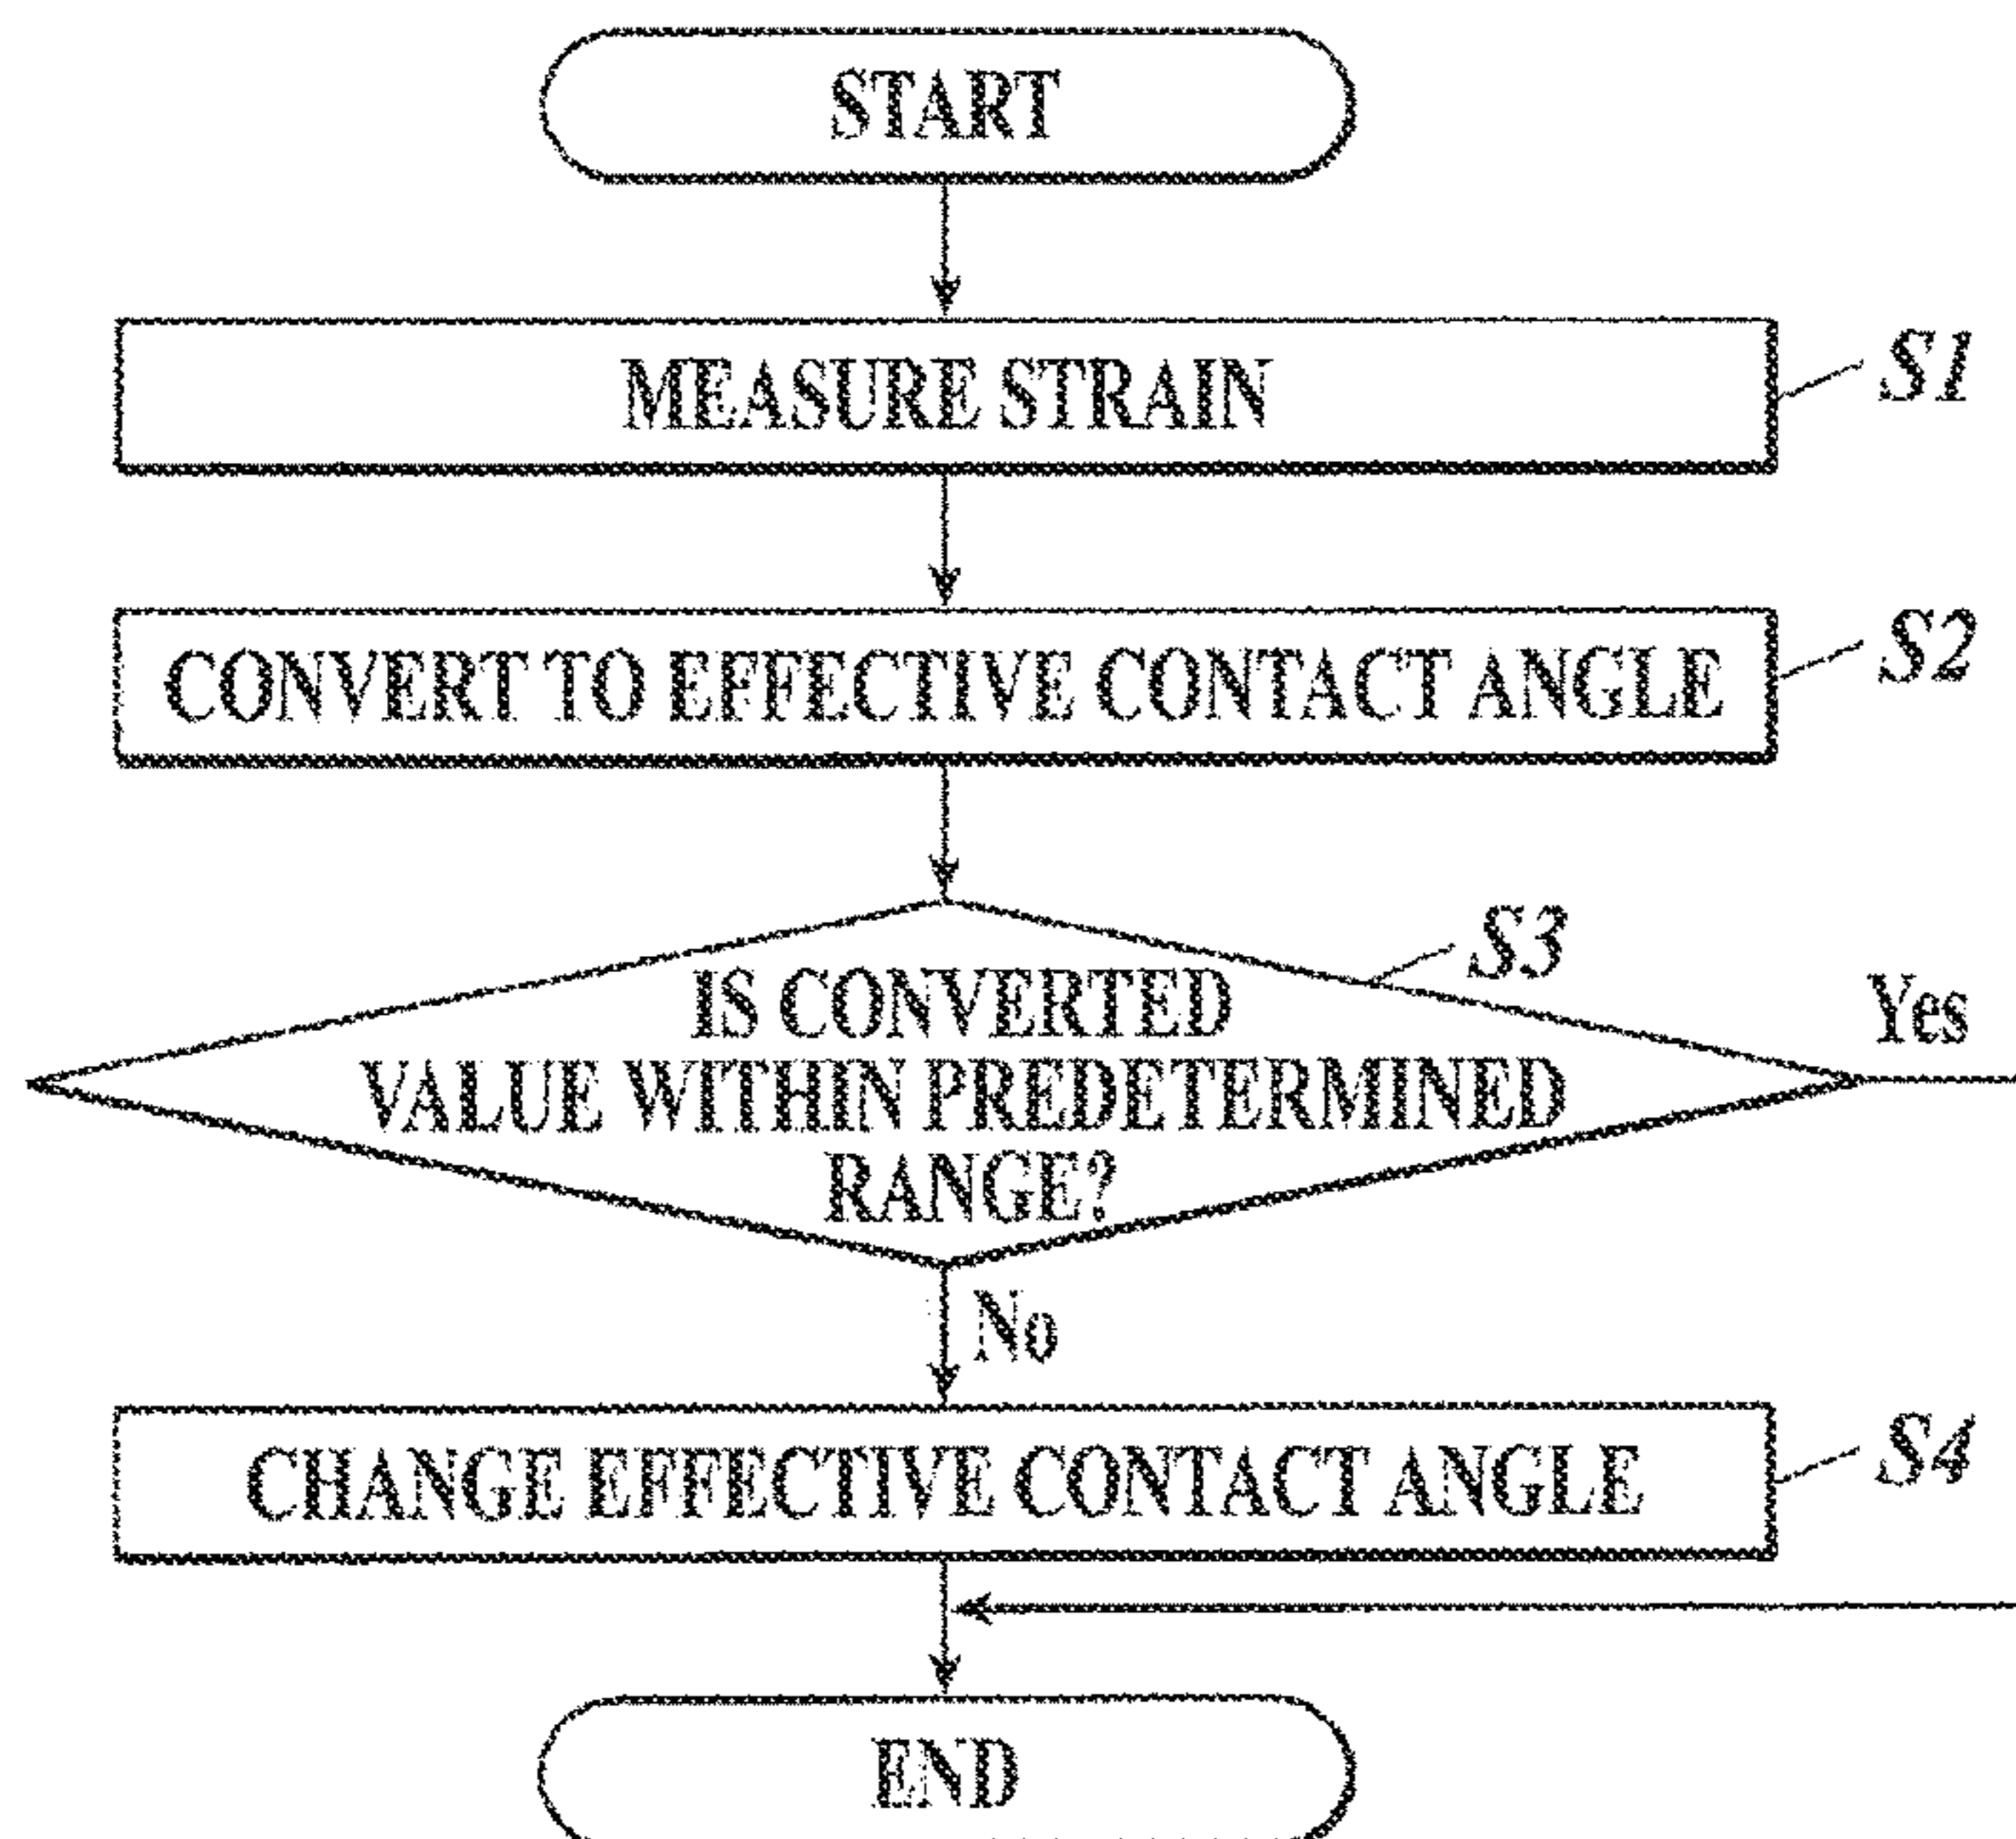 START
MEASURE STRAIN
S1
CONVERT TO EFFECTIVE CONTACT ANGLE
S2
S3
IS CONVERTED
VALUE WITHIN PREDETERMINED
RANGE?
Yes
No
CHANGE EFFECTIVE CONTACT ANGLE
S4
END